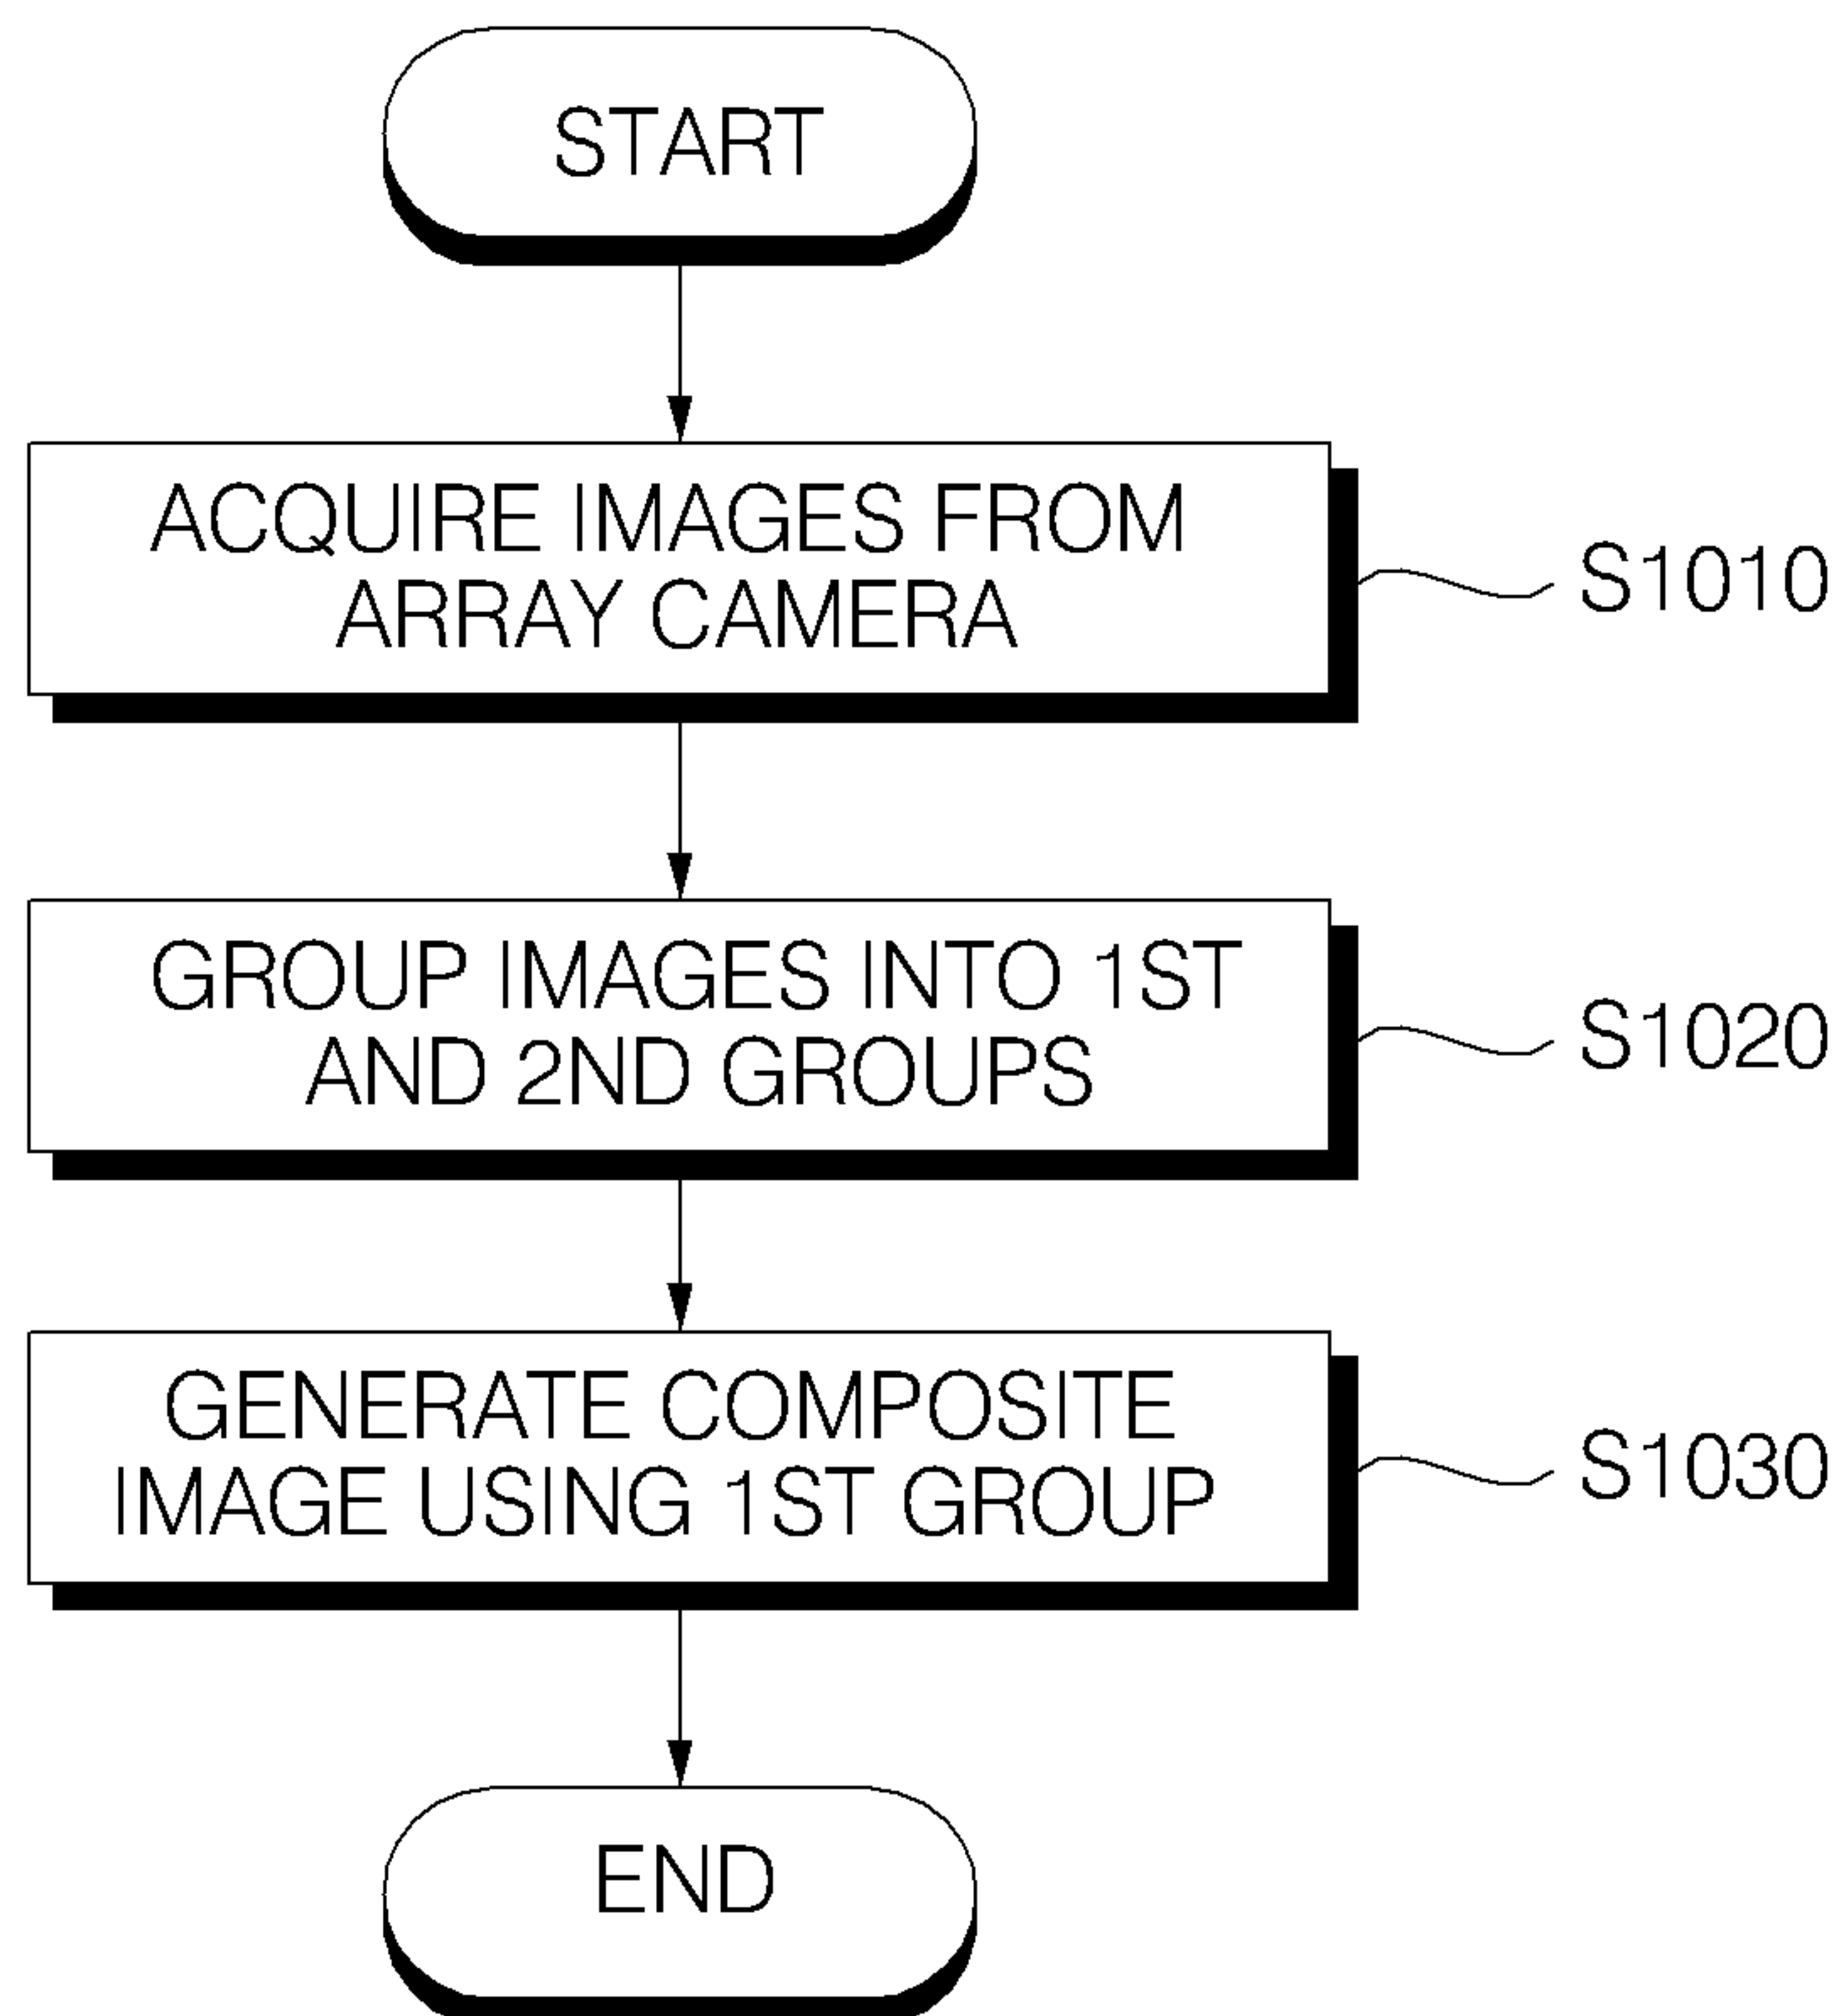 START
ACQUIRE IMAGES FROM
ARRAY CAMERA
S1010
GROUP IMAGES INTO 1ST
AND 2ND GROUPS
S1020
GENERATE COMPOSITE
IMAGE USING 1ST GROUP
S1030
END